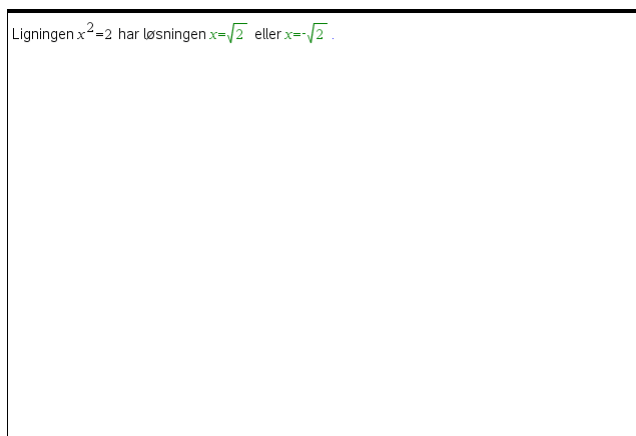 Ligningen x²=2 har løsningen x=√2 eller x=-√2 .